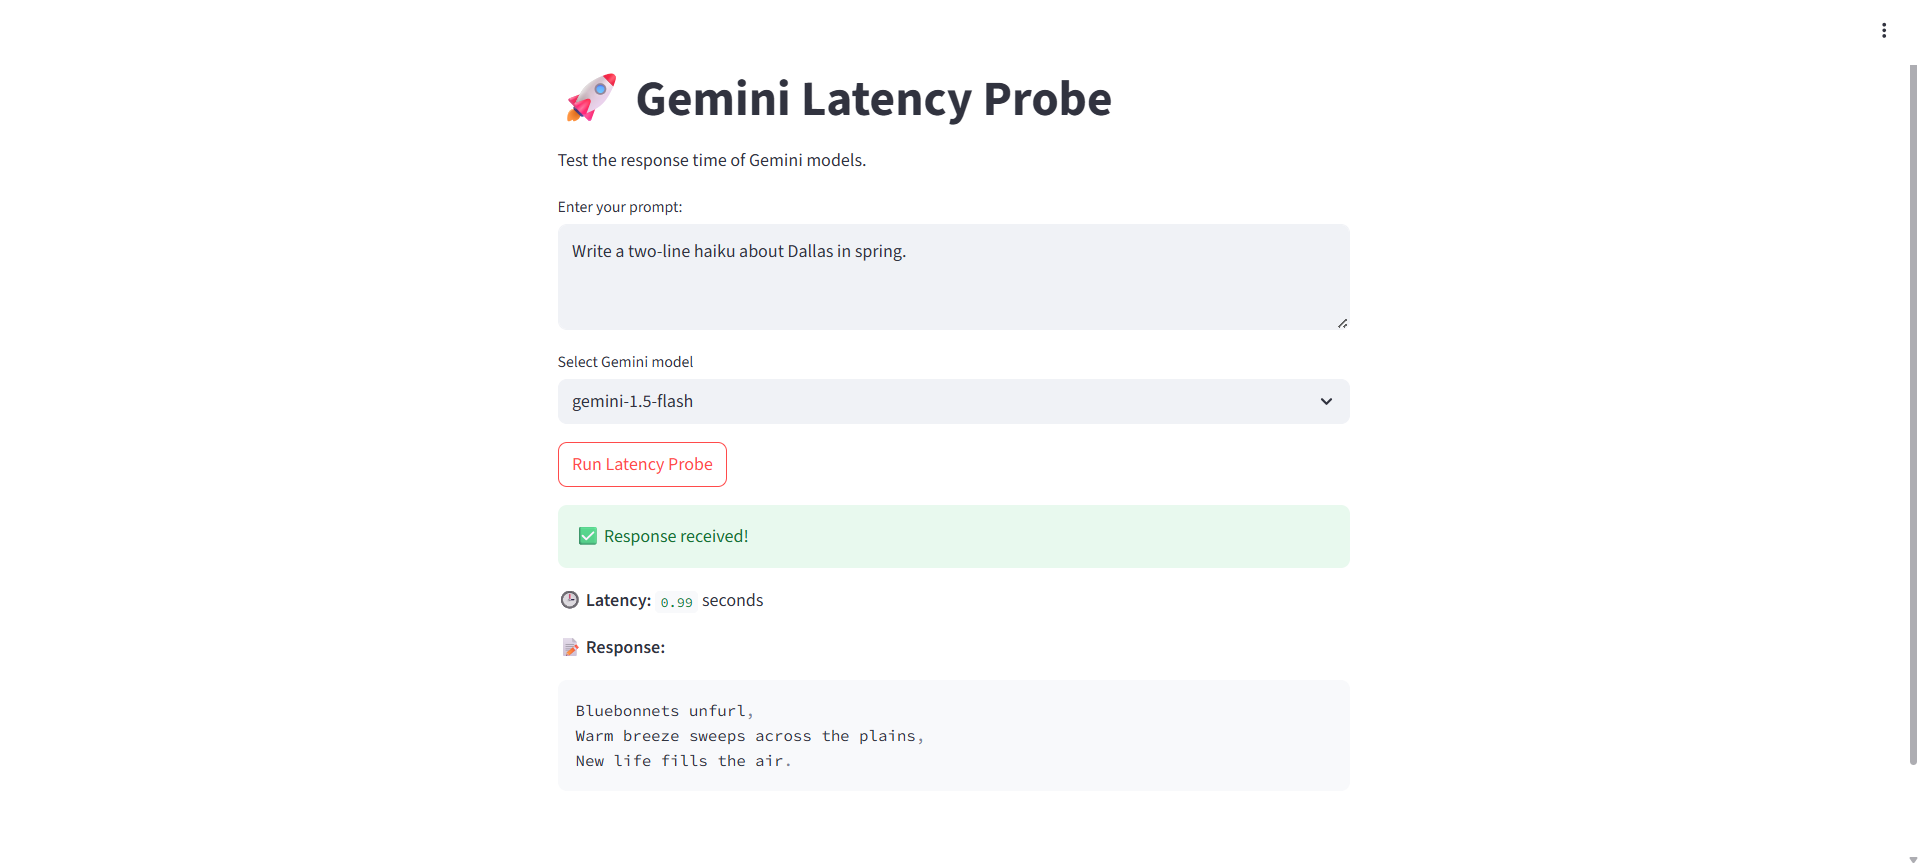 🚀 Gemini Latency Probe
Test the response time of Gemini models.
Enter your prompt:
Write a two-line haiku about Dallas in spring.
Select Gemini model
gemini-1.5-flash
Run Latency Probe
✅ Response received!
🕒 Latency: 0.99 seconds
📝 Response:
Bluebonnets unfurl,
Warm breeze sweeps across the plains,
New life fills the air.